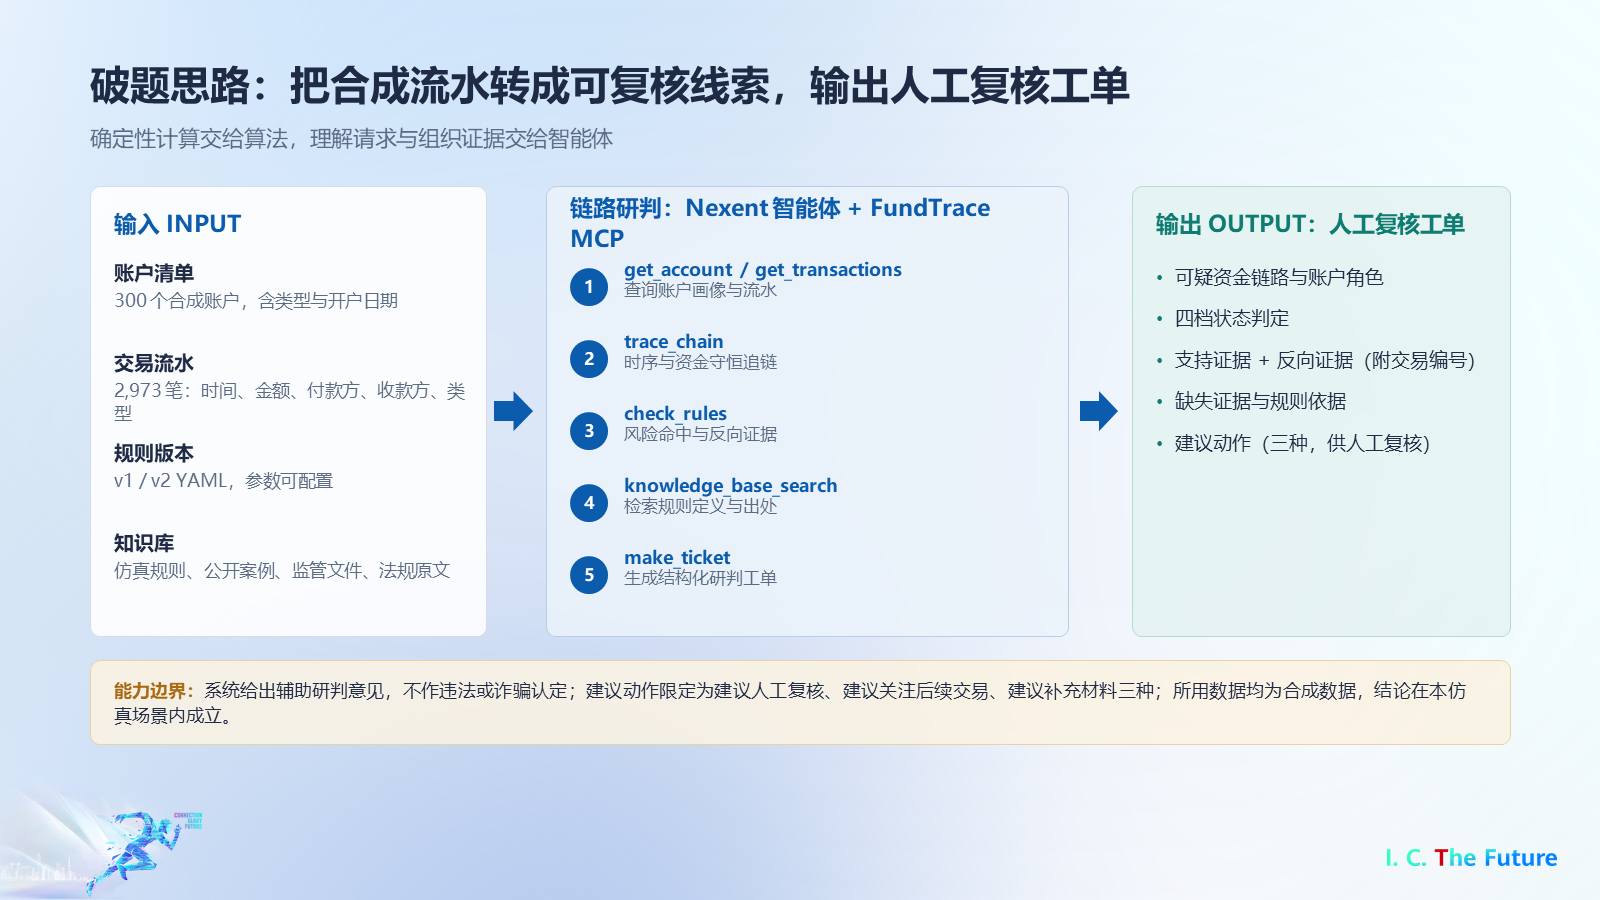 破题思路：把合成流水转成可复核线索，输出人工复核工单
确定性计算交给算法，理解请求与组织证据交给智能体
输入 INPUT
账户清单
300个合成账户，含类型与开户日期
交易流水
2,973笔：时间、金额、付款方、收款方、类
型
规则版本
v1 / v2 YAML，参数可配置
知识库
仿真规则、公开案例、监管文件、法规原文
链路研判：Nexent智能体 + FundTrace
MCP
1
get_account / get_transactions
查询账户画像与流水
2
trace_chain
时序与资金守恒追链
3
check_rules
风险命中与反向证据
4
knowledge_base_search
检索规则定义与出处
5
make_ticket
生成结构化研判工单
输出 OUTPUT：人工复核工单
• 可疑资金链路与账户角色
• 四档状态判定
• 支持证据 + 反向证据（附交易编号）
• 缺失证据与规则依据
• 建议动作（三种，供人工复核）
能力边界：系统给出辅助研判意见，不作违法或诈骗认定；建议动作限定为建议人工复核、建议关注后续交易、建议补充材料三种；所用数据均为合成数据，结论在本仿
真场景内成立。
CONNECTION
GLORY
FUTURE
I. C. The Future